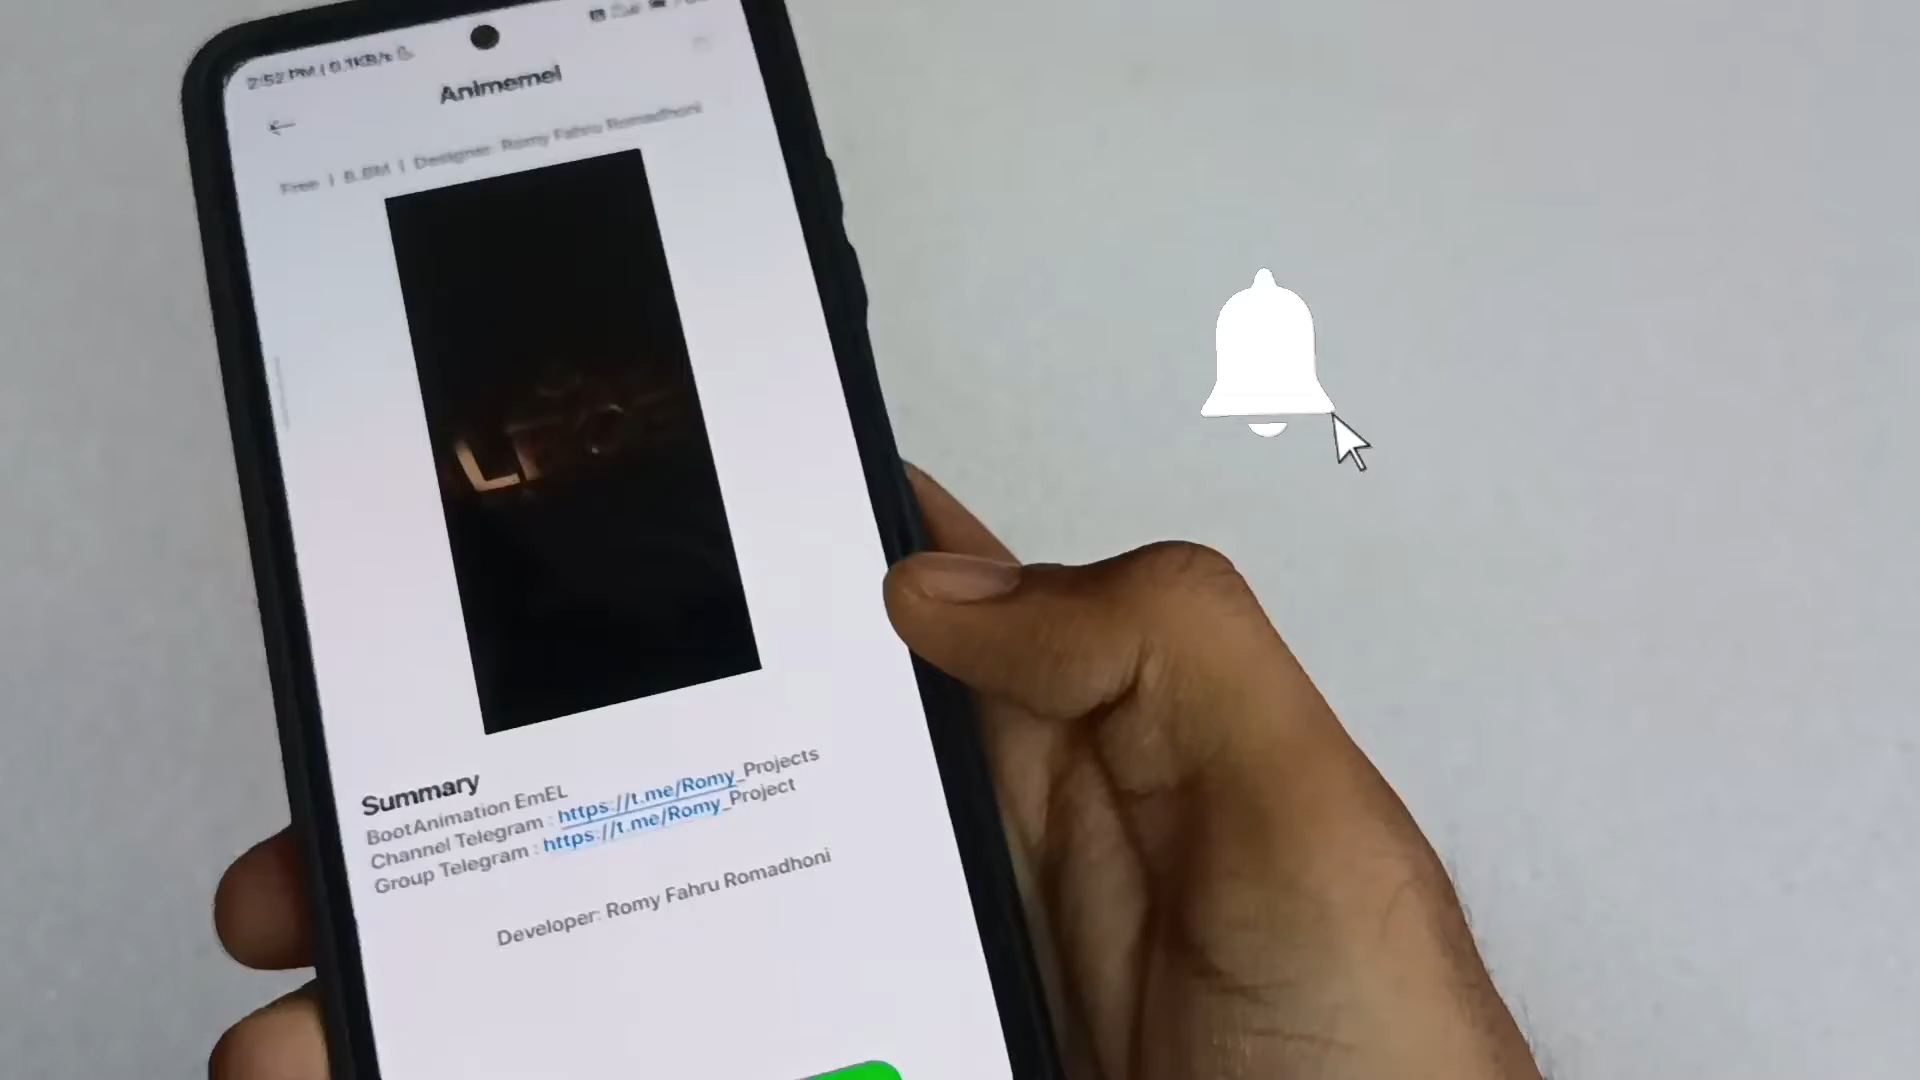 2:52 PM | 0.1KB/s
Animemel
Free | 8.8M | Designer: Romy Fahru Romadhoni
Summary
BootAnimation EmEL
Channel Telegram : https://t.me/Romy_Projects
Group Telegram : https://t.me/Romy_Project
Developer: Romy Fahru Romadhoni